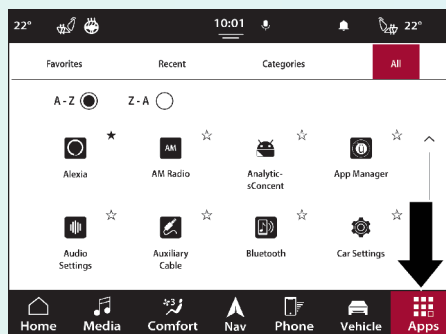 22° 10:01 22°
Favorites Recent Categories All
A - Z Z - A
Alexia AM AM Radio Analytic-
sConcent App Manager
Audio
Settings Auxiliary
Cable Bluetooth Car Settings
+3
Home Media Comfort Nav Phone Vehicle Apps